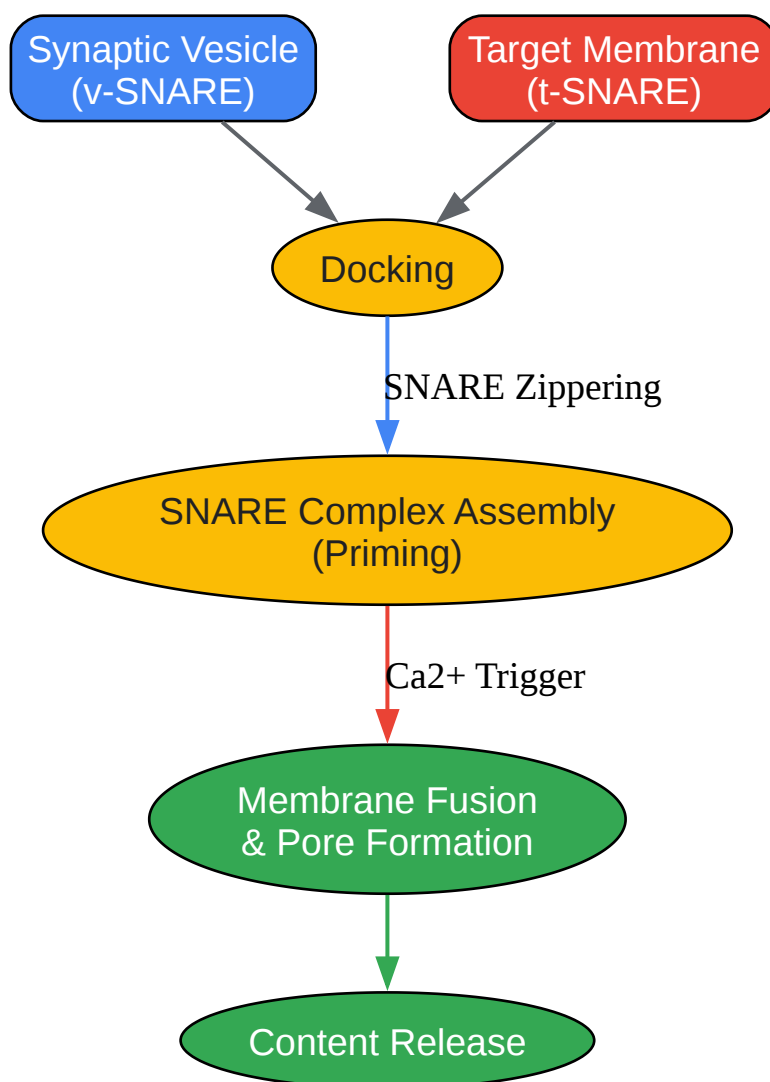 Synaptic Vesicle
(v-SNARE)
Target Membrane
(t-SNARE)
Docking
SNARE Zippering
SNARE Complex Assembly
(Priming)
Ca2+ Trigger
Membrane Fusion
& Pore Formation
Content Release